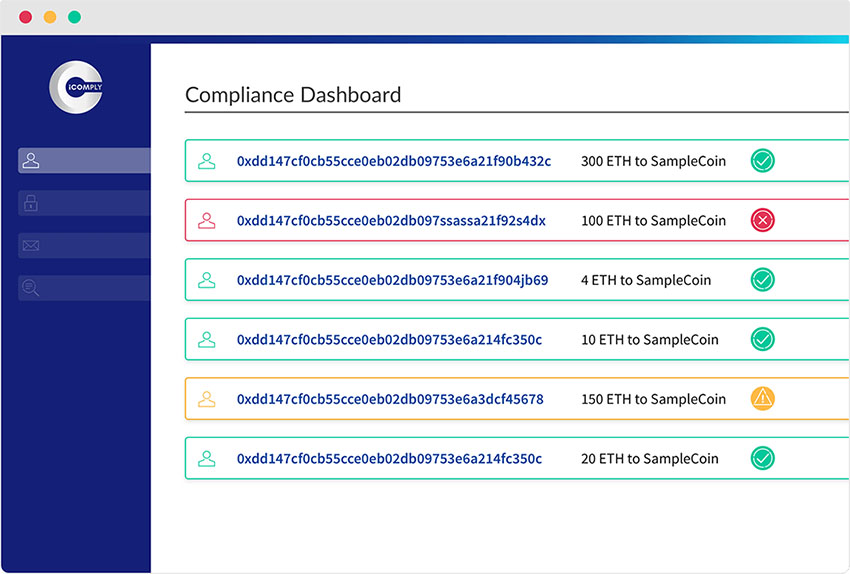 iCOMPLY
Compliance Dashboard
0xdd147cf0cb55cce0eb02db09753e6a21f90b432c 300 ETH to SampleCoin
0xdd147cf0cb55cce0eb02db097ssassa21f92s4dx 100 ETH to SampleCoin
0xdd147cf0cb55cce0eb02db09753e6a21f904jb69 4 ETH to SampleCoin
0xdd147cf0cb55cce0eb02db09753e6a214fc350c 10 ETH to SampleCoin
0xdd147cf0cb55cce0eb02db09753e6a3dcf45678 150 ETH to SampleCoin
0xdd147cf0cb55cce0eb02db09753e6a214fc350c 20 ETH to SampleCoin